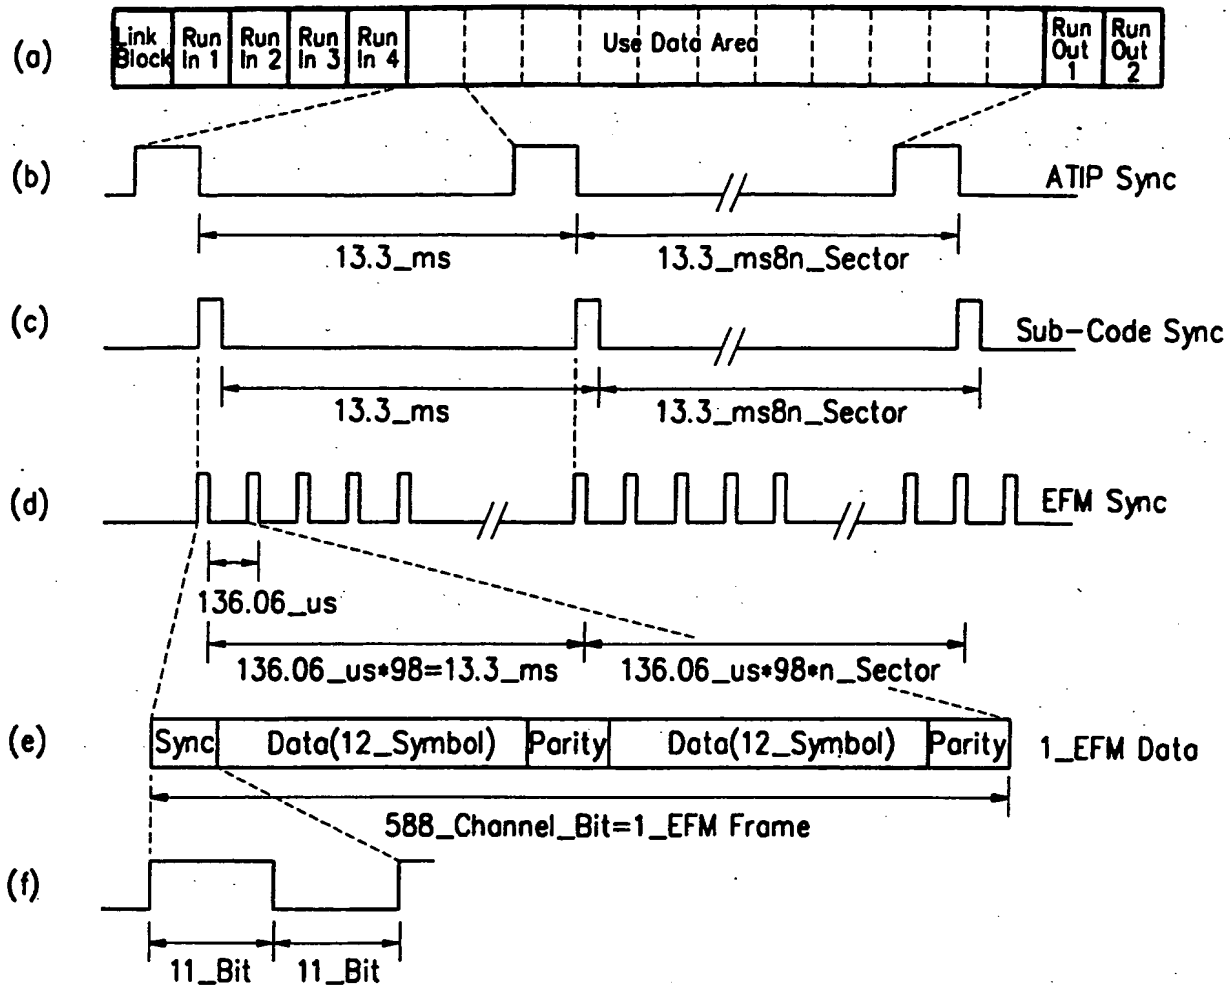 (a)
Link Block
Run In 1
Run In 2
Run In 3
Run In 4
Use Data Area
Run Out 1
Run Out 2
(b)
ATIP Sync
13.3_ms
13.3_ms8n_Sector
(c)
Sub-Code Sync
13.3_ms
13.3_ms8n_Sector
(d)
EFM Sync
136.06_us
136.06_us*98=13.3_ms
136.06_us*98*n_Sector
(e)
Sync
Data(12_Symbol)
Parity
Data(12_Symbol)
Parity
1_EFM Data
588_Channel_Bit=1_EFM Frame
(f)
11_Bit
11_Bit